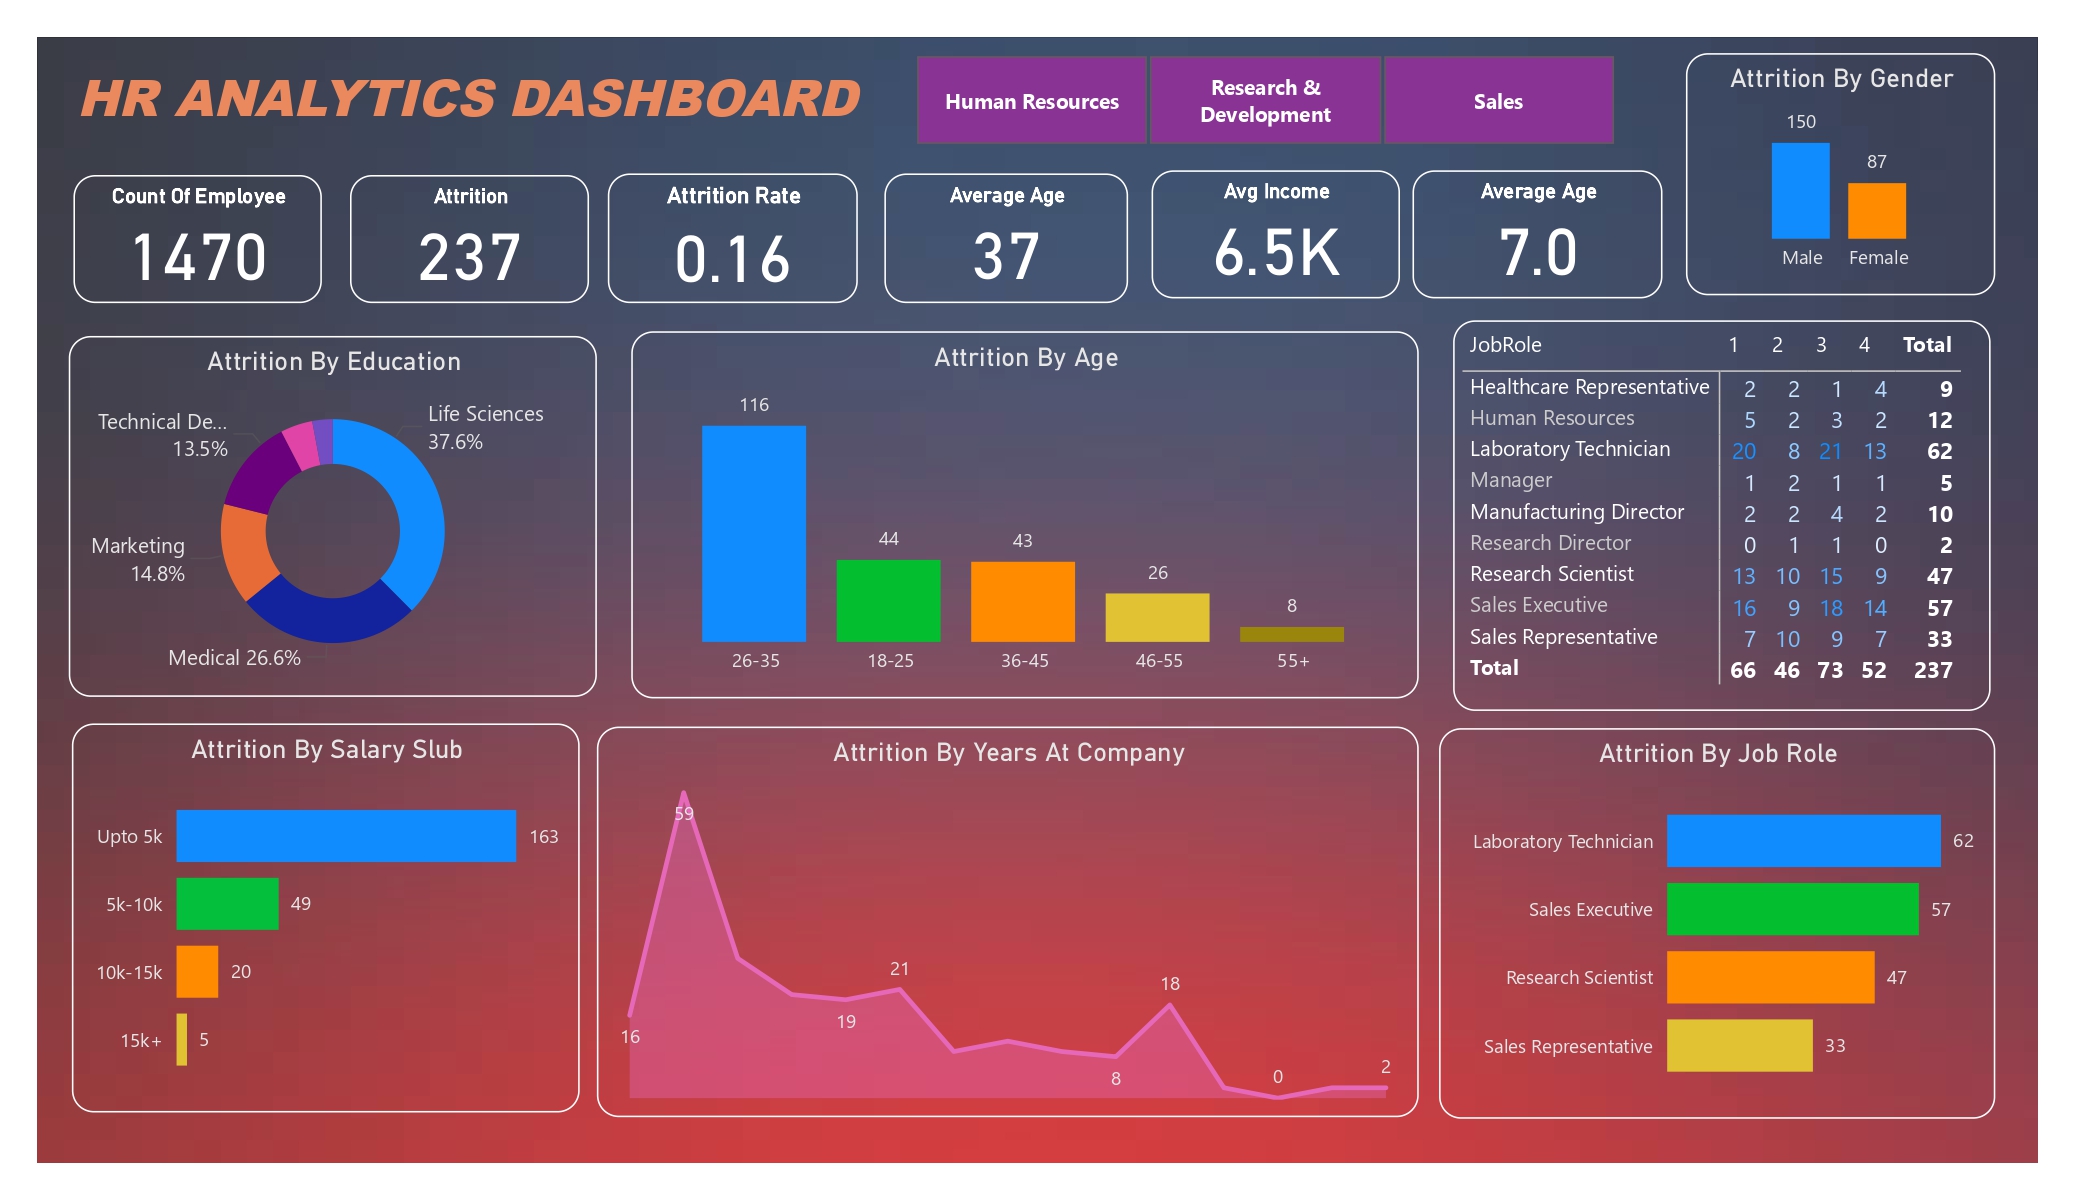 HR ANALYTICS DASHBOARD
Human Resources
Research &
Development
Sales
Attrition By Gender
150
87
Male Female
Count Of Employee
1470
Attrition
237
Attrition Rate
0.16
Average Age
37
Avg Income
6.5K
Average Age
7.0
Attrition By Education
Life Sciences
37.6%
Technical De...
13.5%
Marketing
14.8%
Medical 26.6%
Attrition By Age
116
44
43
26
8
26-35 18-25 36-45 46-55 55+
JobRole 1 2 3 4 Total
Healthcare Representative 2 2 1 4 9
Human Resources 5 2 3 2 12
Laboratory Technician 20 8 21 13 62
Manager 1 2 1 1 5
Manufacturing Director 2 2 4 2 10
Research Director 0 1 1 0 2
Research Scientist 13 10 15 9 47
Sales Executive 16 9 18 14 57
Sales Representative 7 10 9 7 33
Total 66 46 73 52 237
Attrition By Salary Slub
Upto 5k 163
5k-10k 49
10k-15k 20
15k+ 5
Attrition By Years At Company
59
16
19
21
8
18
0
2
Attrition By Job Role
Laboratory Technician 62
Sales Executive 57
Research Scientist 47
Sales Representative 33